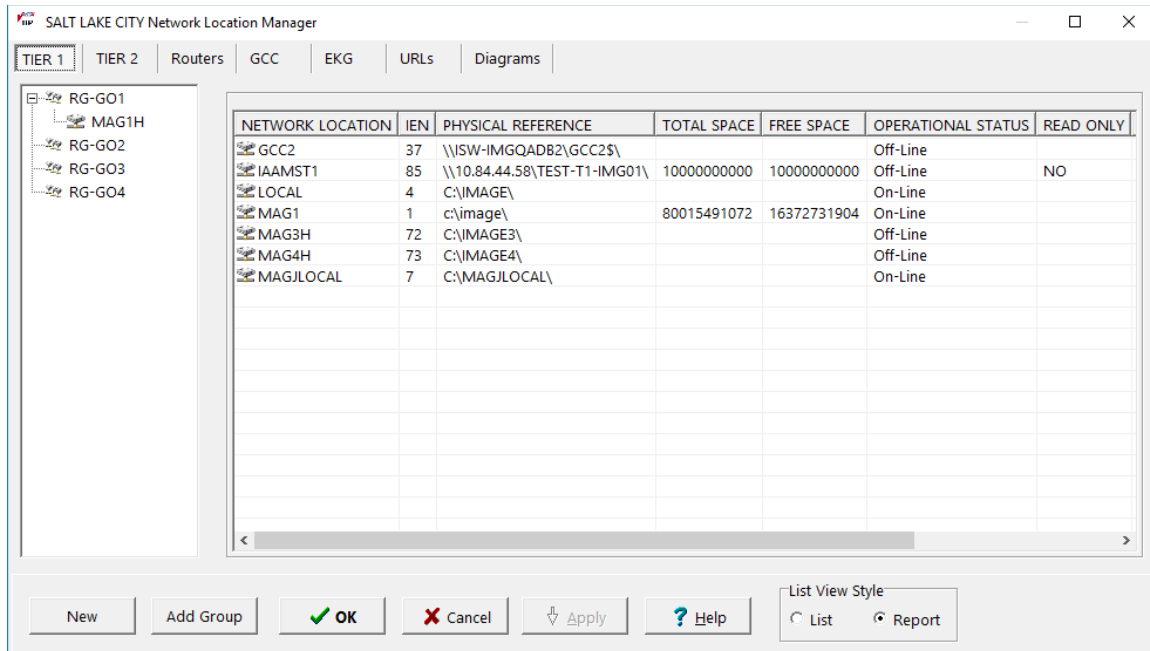 SALT LAKE CITY Network Location Manager
TIER 1 TIER 2 Routers GCC EKG URLs Diagrams
RG-GO1
MAG1H
RG-GO2
RG-GO3
RG-GO4
NETWORK LOCATION IEN PHYSICAL REFERENCE TOTAL SPACE FREE SPACE OPERATIONAL STATUS READ ONLY
GCC2 37 \\ISW-IMGQADB2\GCC2$\ Off-Line
IAAMST1 85 \\10.84.44.58\TEST-T1-IMG01\ 10000000000 10000000000 Off-Line NO
LOCAL 4 C:\IMAGE\ On-Line
MAG1 1 c:\image\ 80015491072 16372731904 On-Line
MAG3H 72 C:\IMAGE3\ Off-Line
MAG4H 73 C:\IMAGE4\ Off-Line
MAGJLOCAL 7 C:\MAGJLOCAL\ On-Line
List View Style
New Add Group OK Cancel Apply Help List Report